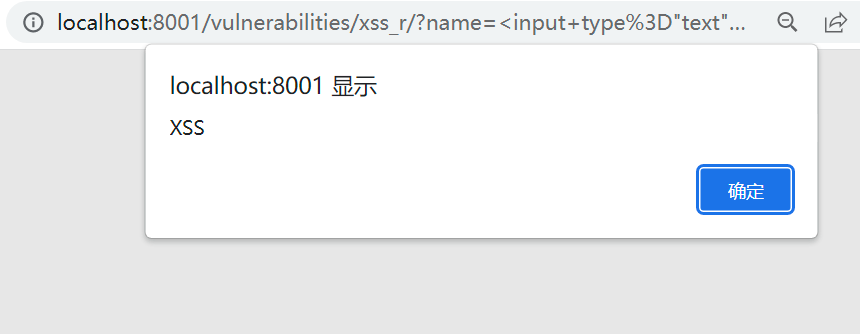 localhost:8001/vulnerabilities/xss_r/?name=<input+type%3D"text"...
localhost:8001 显示
XSS
确定